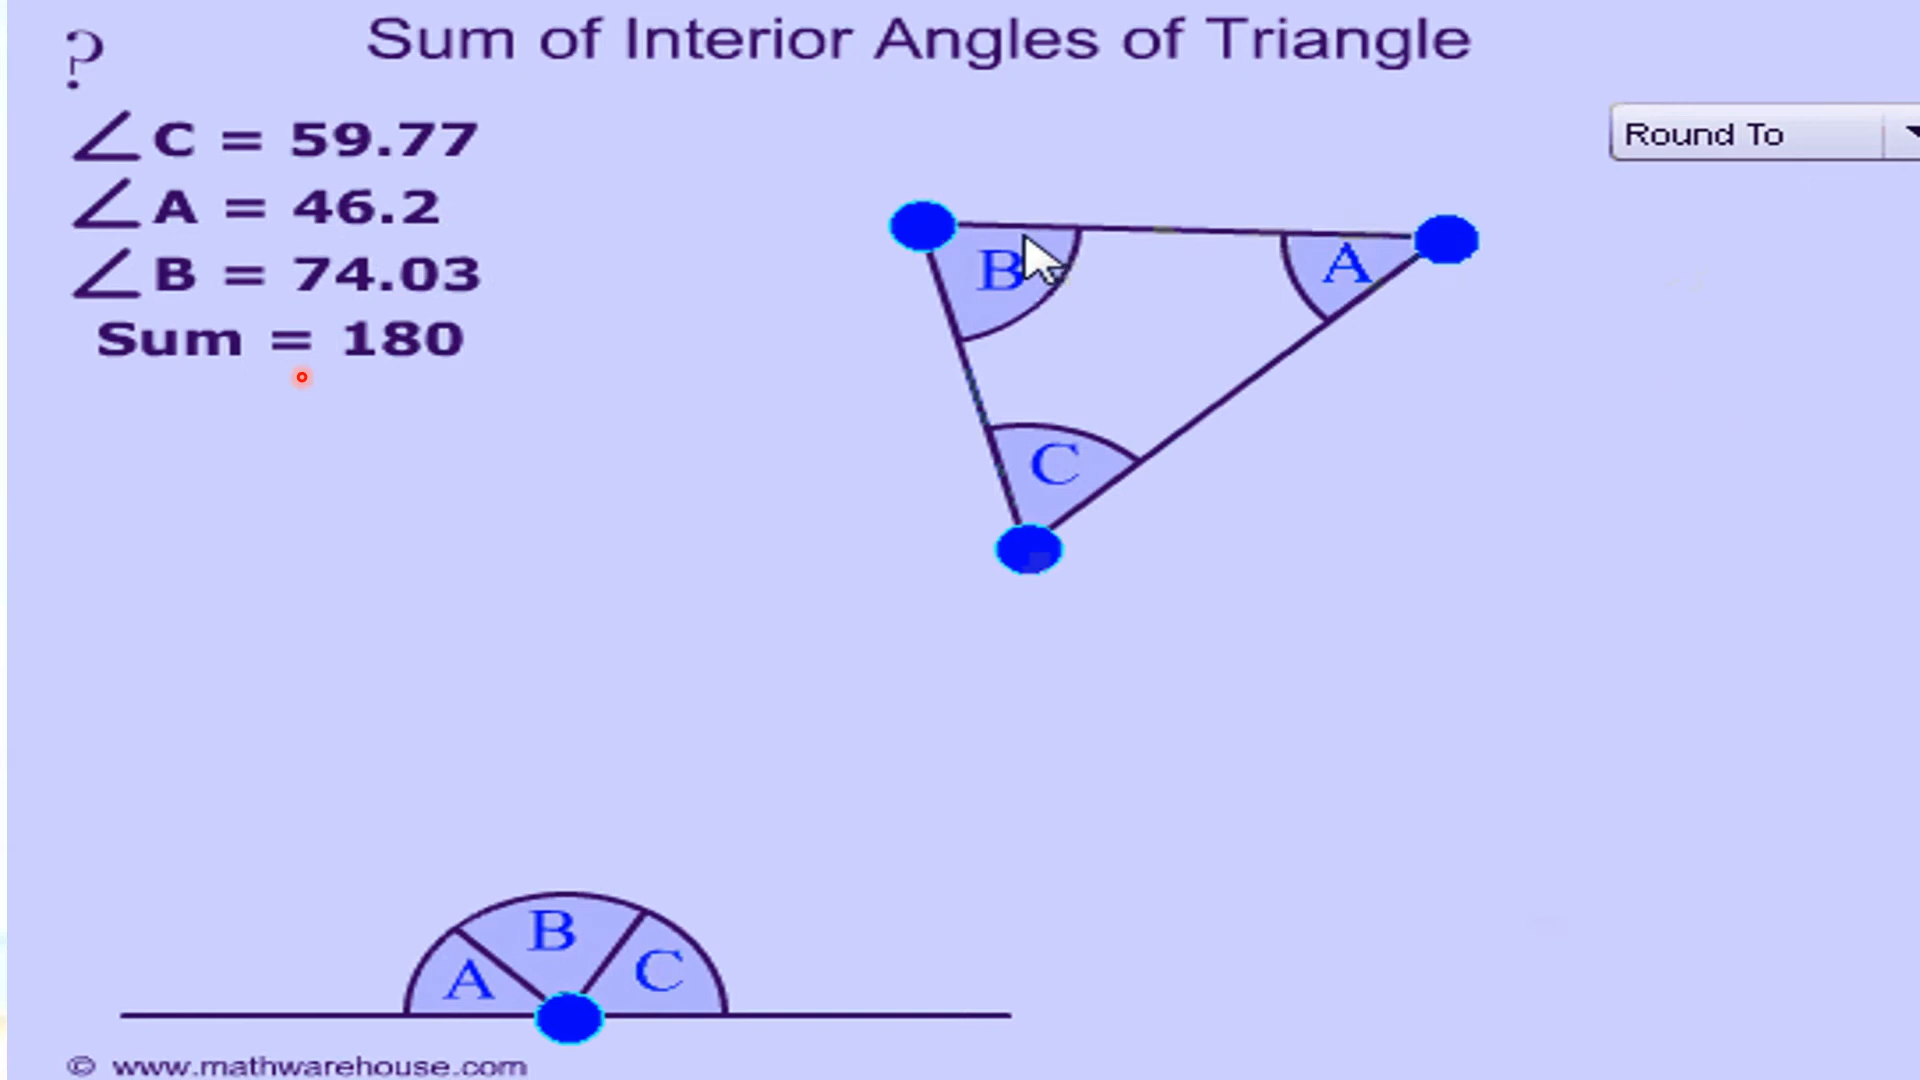 ?
Sum of Interior Angles of Triangle
∠C = 59.77
∠A = 46.2
∠B = 74.03
Sum = 180
Round To
B
A
C
B
A
C
© www.mathwarehouse.com